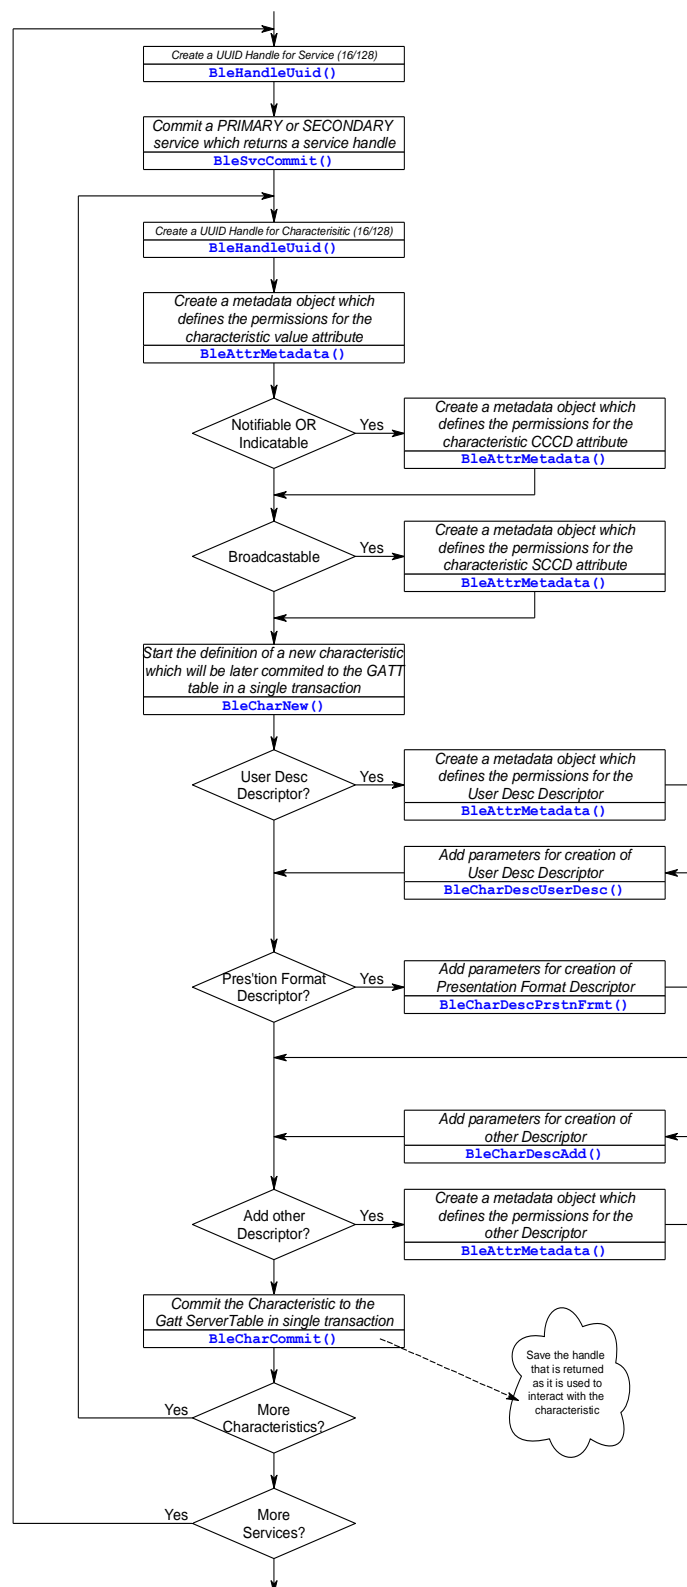 Create a UUID Handle for Service (16/128)
BleHandleUuid()
Commit a PRIMARY or SECONDARY
service which returns a service handle
BleSvcCommit()
Create a UUID Handle for Characterisitic (16/128)
BleHandleUuid()
Create a metadata object which
defines the permissions for the
characteristic value attribute
BleAttrMetadata()
Notifiable OR
Indicatable
Yes
Create a metadata object which
defines the permissions for the
characteristic CCCD attribute
BleAttrMetadata()
Broadcastable
Yes
Create a metadata object which
defines the permissions for the
characteristic SCCD attribute
BleAttrMetadata()
Start the definition of a new characteristic
which will be later commited to the GATT
table in a single transaction
BleCharNew()
User Desc
Descriptor?
Yes
Create a metadata object which
defines the permissions for the
User Desc Descriptor
BleAttrMetadata()
Add parameters for creation of
User Desc Descriptor
BleCharDescUserDesc()
Pres'tion Format
Descriptor?
Yes
Add parameters for creation of
Presentation Format Descriptor
BleCharDescPrstnFrmt()
Add parameters for creation of
other Descriptor
BleCharDescAdd()
Add other
Descriptor?
Yes
Create a metadata object which
defines the permissions for the
other Descriptor
BleAttrMetadata()
Commit the Characteristic to the
Gatt ServerTable in single transaction
BleCharCommit()
Save the handle
that is returned
as it is used to
interact with the
characteristic
Yes
More
Characteristics?
Yes
More
Services?